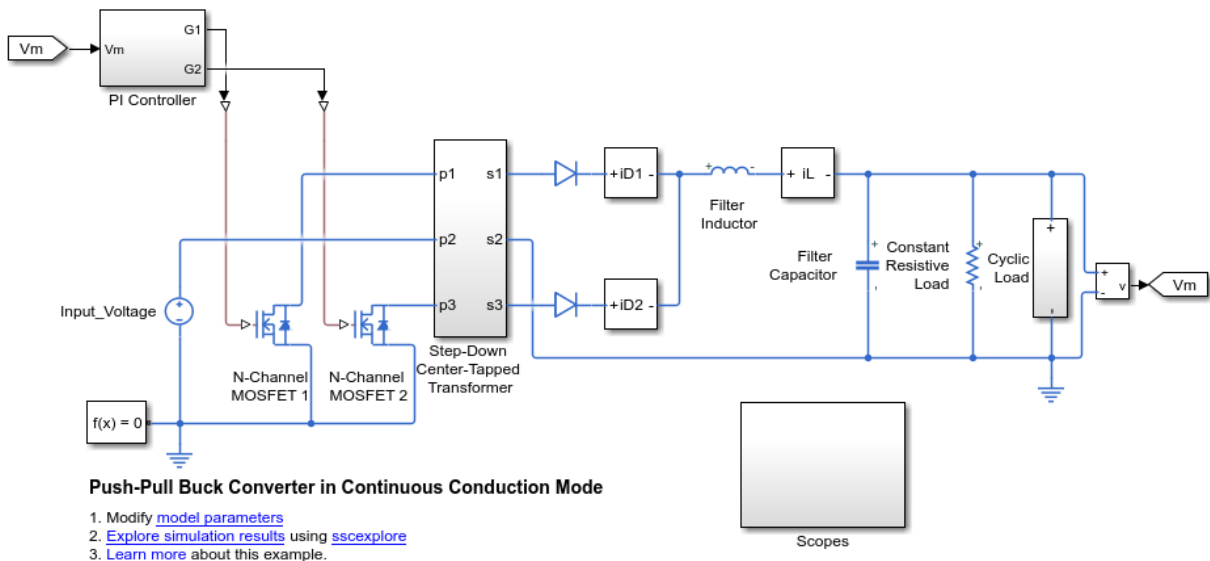 G1
Vm
Vm
G2
PI Controller
p1
s1
+iD1 -
+ -
+ iL -
Filter
Inductor
p2
s2
Filter
Capacitor
+
-
Constant
Resistive
Load
+
-
Cyclic
Load
+
-
+
-
v
Vm
Input_Voltage
+
-
p3
s3
+iD2 -
N-Channel
MOSFET 1
N-Channel
MOSFET 2
Step-Down
Center-Tapped
Transformer
f(x) = 0
Scopes
Push-Pull Buck Converter in Continuous Conduction Mode
1. Modify model parameters
2. Explore simulation results using sscexplore
3. Learn more about this example.